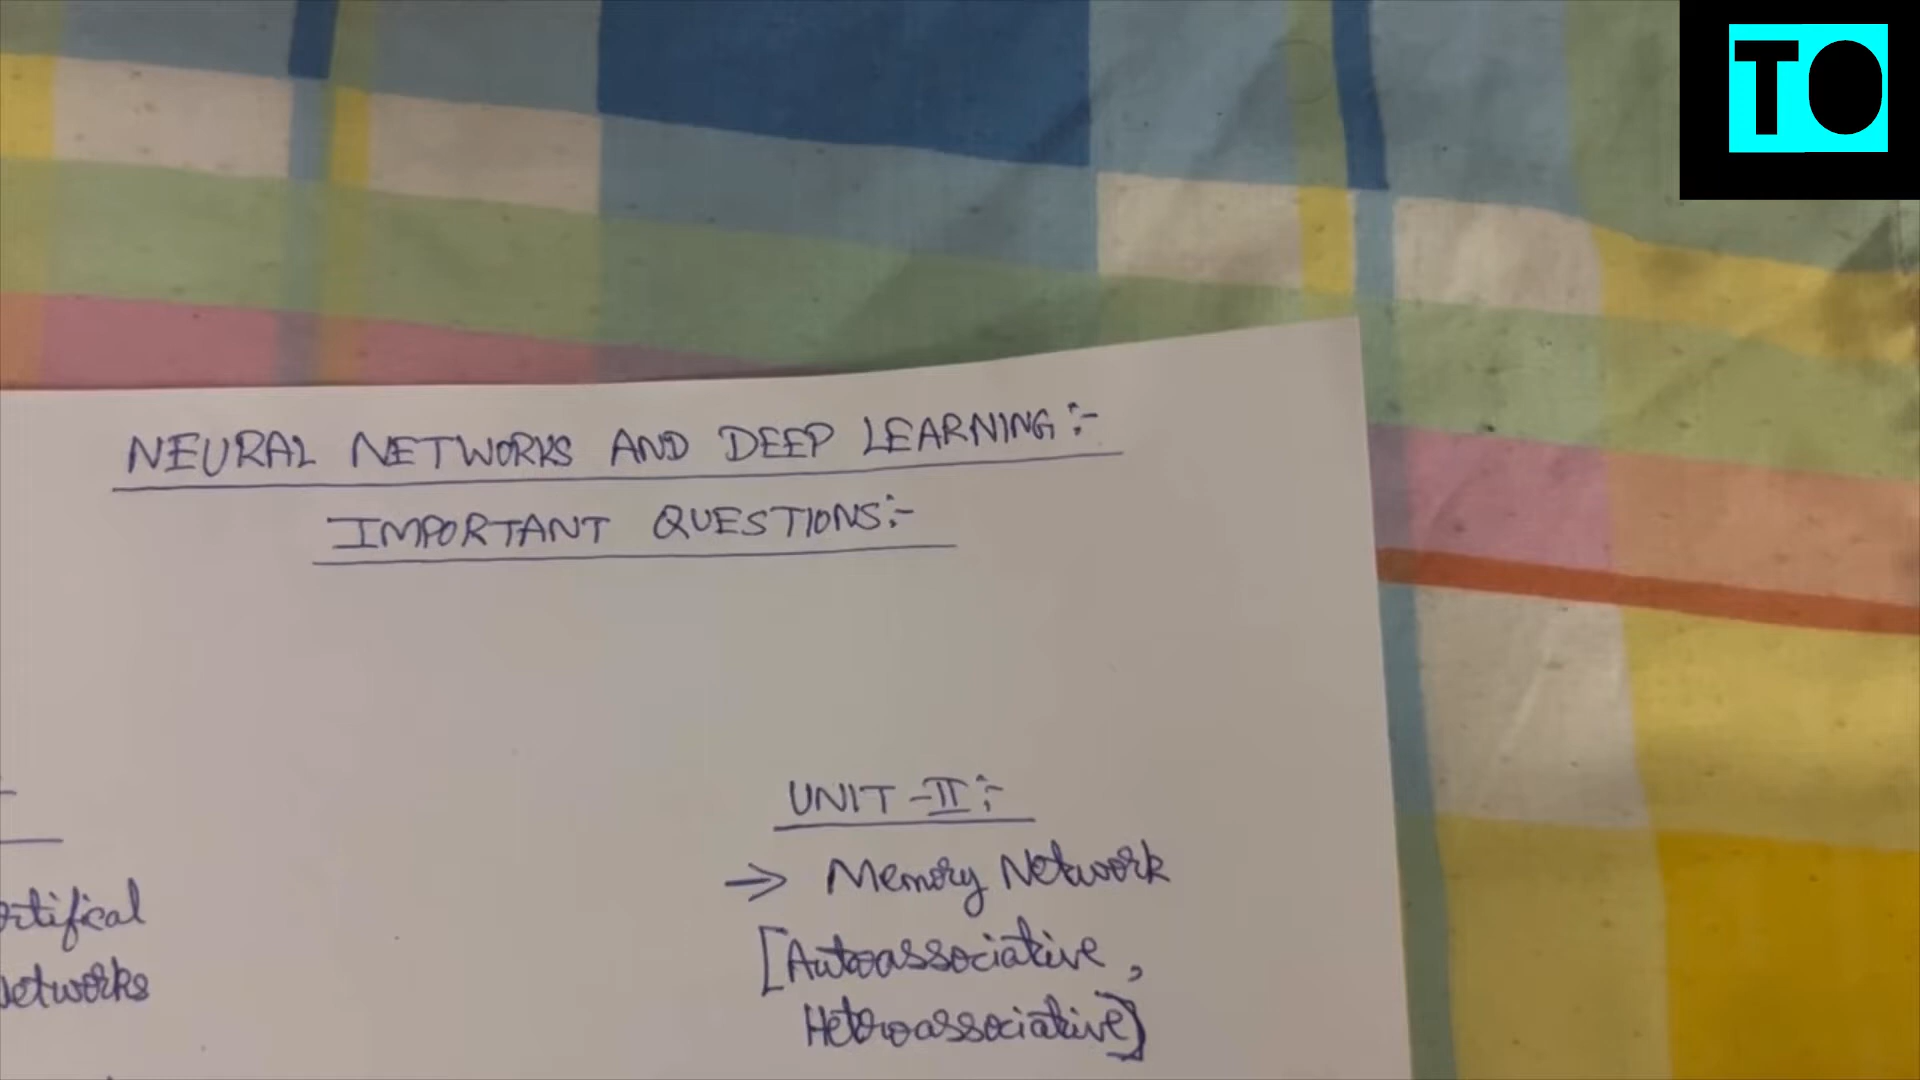 TO
NEURAL NETWORKS AND DEEP LEARNING:-
IMPORTANT QUESTIONS:-
UNIT-II:-
→ Memory Network
[Autoassociative,
Hetroassociative]